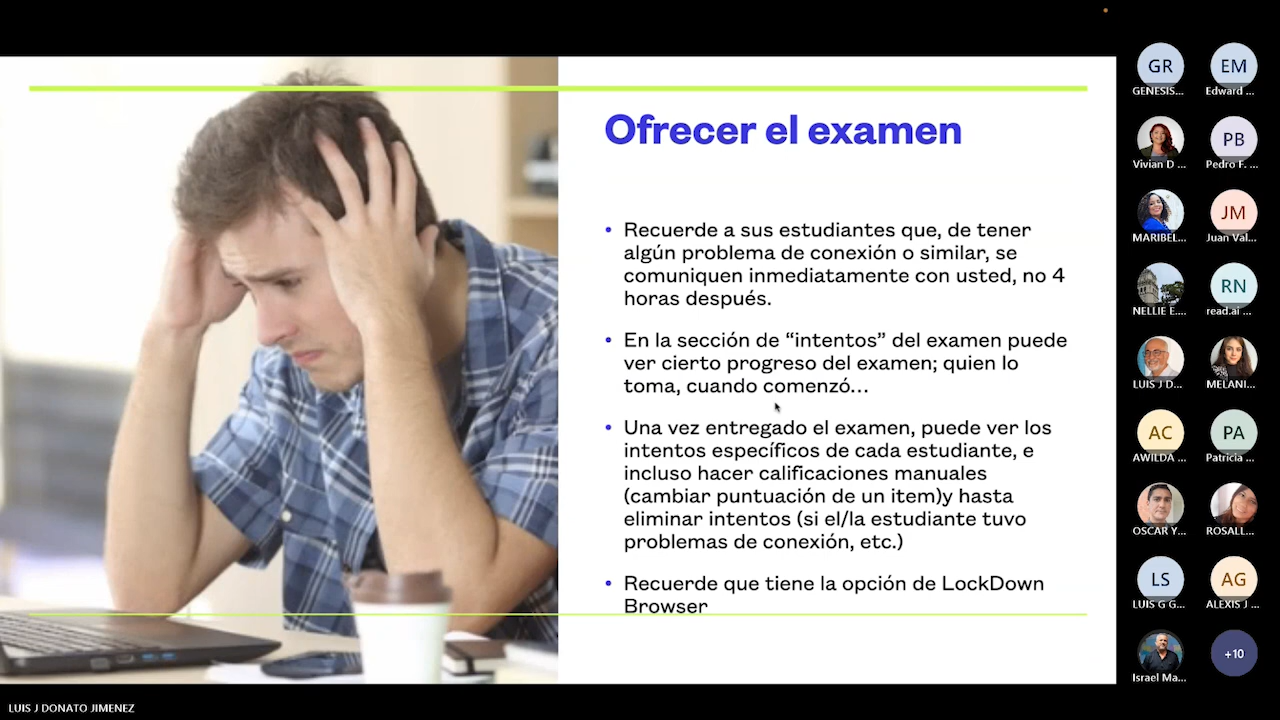 Ofrecer el examen
• Recuerde a sus estudiantes que, de tener
algún problema de conexión o similar, se
comuniquen inmediatamente con usted, no 4
horas después.
• En la sección de “intentos” del examen puede
ver cierto progreso del examen; quien lo
toma, cuando comenzó...
• Una vez entregado el examen, puede ver los
intentos específicos de cada estudiante, e
incluso hacer calificaciones manuales
(cambiar puntuación de un item)y hasta
eliminar intentos (si el/la estudiante tuvo
problemas de conexión, etc.)
• Recuerde que tiene la opción de LockDown
Browser
GR
EM
GENESIS...
Edward ...
PB
Vivian D ...
Pedro F. ...
JM
MARIBEL...
Juan Val...
RN
NELLIE E....
read.ai ...
LUIS J D...
MELANI...
AC
PA
AWILDA ...
Patricia ...
OSCAR Y...
ROSALL...
LS
AG
LUIS G G...
ALEXIS J ...
+10
Israel Ma...
LUIS J DONATO JIMENEZ